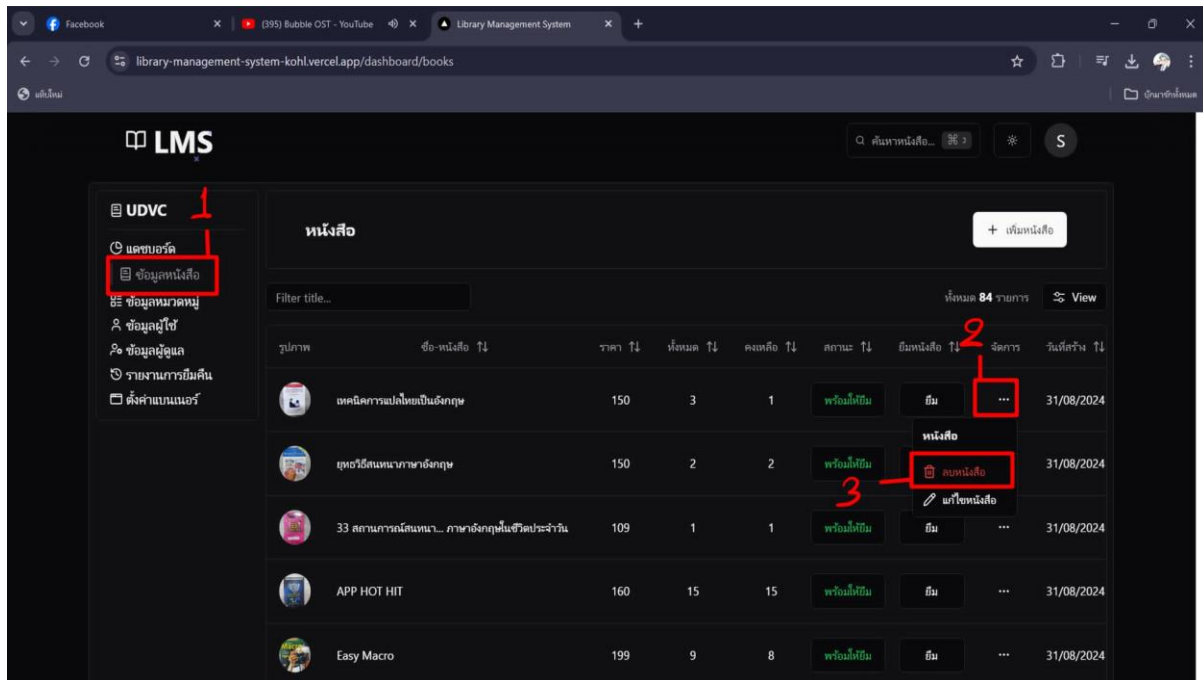 Facebook
(395) Bubble OST - YouTube
Library Management System
library-management-system-kohl.vercel.app/dashboard/books
แท็บใหม่
บุ๊กมาร์กทั้งหมด
LMS
ค้นหาหนังสือ...
S
1
UDVC
แดชบอร์ด
ข้อมูลหนังสือ
ข้อมูลหมวดหมู่
ข้อมูลผู้ใช้
ข้อมูลผู้ดูแล
รายงานการยืมคืน
ตั้งค่าแบนเนอร์
หนังสือ
+ เพิ่มหนังสือ
Filter title...
ทั้งหมด 84 รายการ
View
2
รูปภาพ ชื่อ-หนังสือ ราคา ทั้งหมด คงเหลือ สถานะ ยืมหนังสือ จัดการ วันที่สร้าง
เทคนิคการแปลไทยเป็นอังกฤษ 150 3 1 พร้อมให้ยืม ยืม ... 31/08/2024
หนังสือ
ลบหนังสือ
แก้ไขหนังสือ
3
ยุทธวิธีสนทนาภาษาอังกฤษ 150 2 2 พร้อมให้ยืม 31/08/2024
33 สถานการณ์สนทนา... ภาษาอังกฤษในชีวิตประจำวัน 109 1 1 พร้อมให้ยืม ยืม ... 31/08/2024
APP HOT HIT 160 15 15 พร้อมให้ยืม ยืม ... 31/08/2024
Easy Macro 199 9 8 พร้อมให้ยืม ยืม ... 31/08/2024